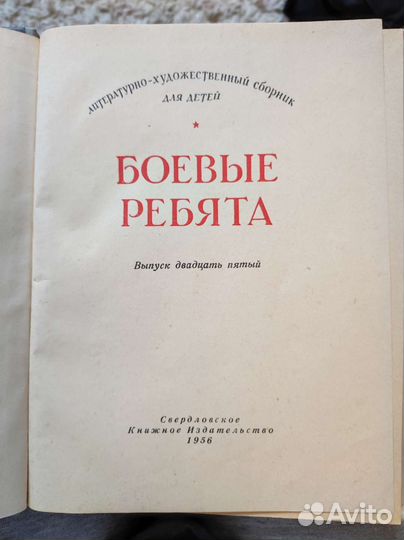 ЛИТЕРАТУРНО-ХУДОЖЕСТВЕННЫЙ СБОРНИК
ДЛЯ ДЕТЕЙ
БОЕВЫЕ
РЕБЯТА
Выпуск двадцать пятый
Свердловское
Книжное Издательство
1956
Avito